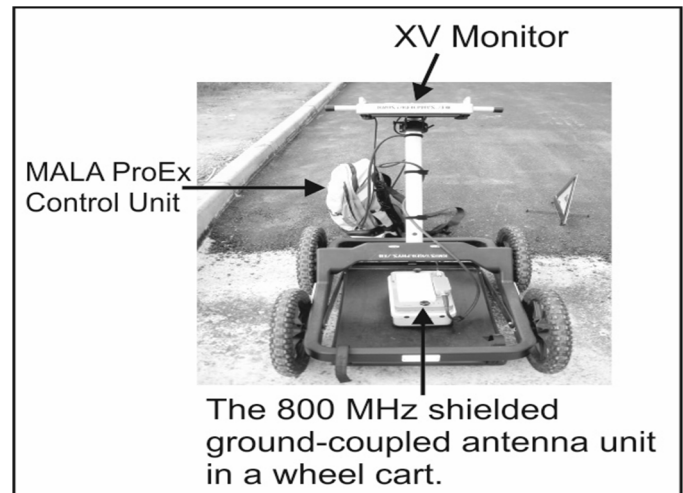 XV Monitor
MALA ProEx
Control Unit
The 800 MHz shielded
ground-coupled antenna unit
in a wheel cart.